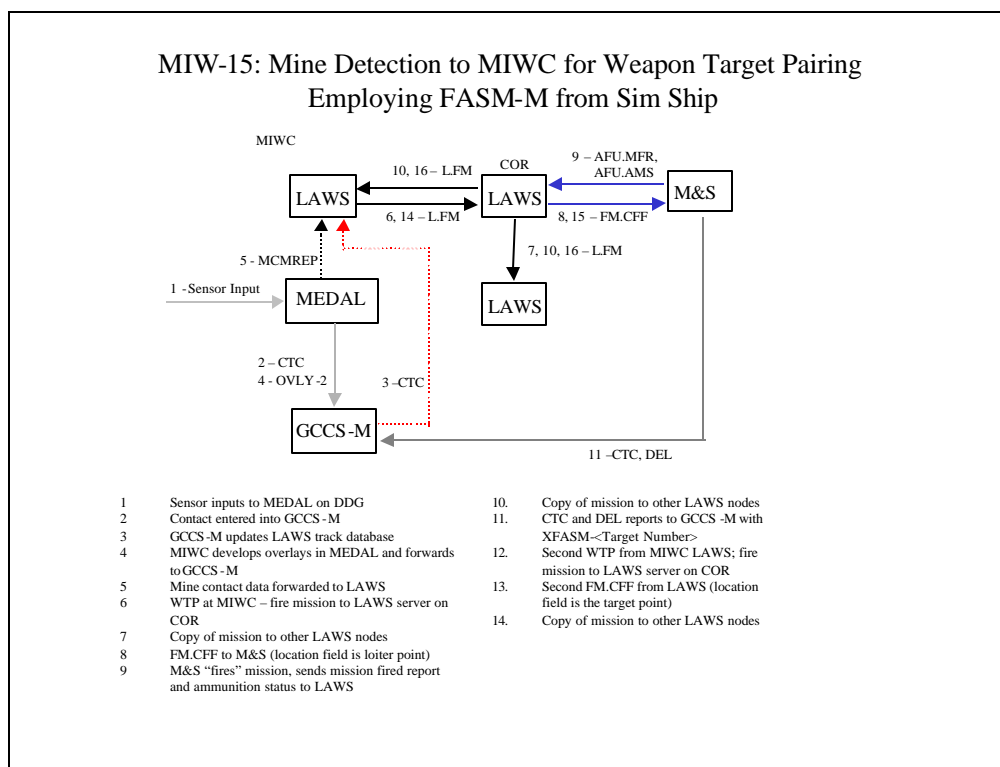 MIW-15: Mine Detection to MIWC for Weapon Target Pairing
Employing FASM-M from Sim Ship
MIWC
LAWS
10, 16 – L.FM
6, 14 – L.FM
COR
LAWS
9 – AFU.MFR,
AFU.AMS
8, 15 – FM.CFF
M&S
7, 10, 16 – L.FM
LAWS
5 - MCMREP
1 - Sensor Input
MEDAL
2 – CTC
4 - OVLY -2
3 –CTC
GCCS -M
11 –CTC, DEL
1 Sensor inputs to MEDAL on DDG
2 Contact entered into GCCS -M
3 GCCS-M updates LAWS track database
4 MIWC develops overlays in MEDAL and forwards
to GCCS -M
5 Mine contact data forwarded to LAWS
6 WTP at MIWC – fire mission to LAWS server on
COR
7 Copy of mission to other LAWS nodes
8 FM.CFF to M&S (location field is loiter point)
9 M&S “fires” mission, sends mission fired report
and ammunition status to LAWS
10. Copy of mission to other LAWS nodes
11. CTC and DEL reports to GCCS -M with
XFASM-<Target Number>
12. Second WTP from MIWC LAWS; fire
mission to LAWS server on COR
13. Second FM.CFF from LAWS (location
field is the target point)
14. Copy of mission to other LAWS nodes